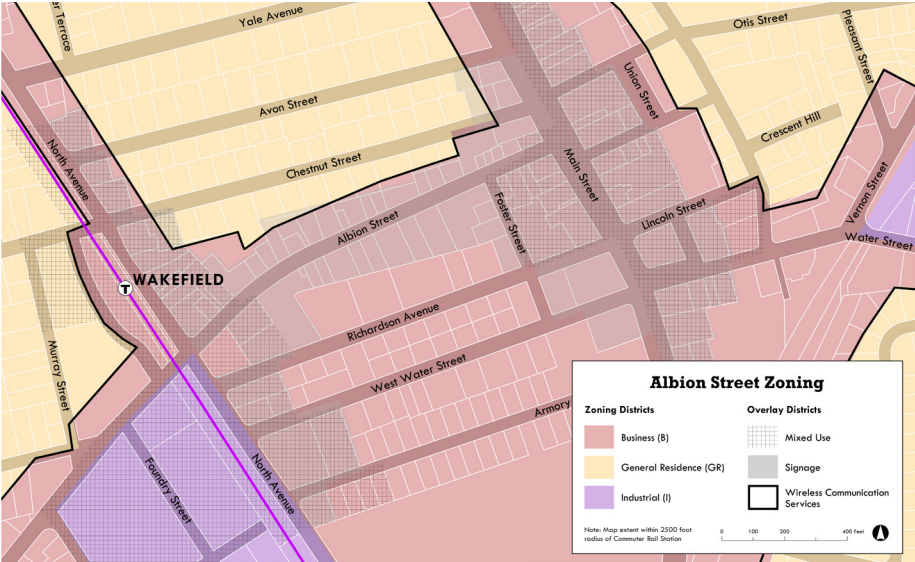 er Terrace
Yale Avenue
Otis Street
Pleasant Street
Union Street
Avon Street
Crescent Hill
North Avenue
Chestnut Street
Main Street
Vernon Street
Albion Street
Foster Street
Lincoln Street
Water Street
T
WAKEFIELD
Richardson Avenue
Murray Street
West Water Street
Armory
Foundry Street
North Avenue
Albion Street Zoning
Zoning Districts
Business (B)
General Residence (GR)
Industrial (I)
Overlay Districts
Mixed Use
Signage
Wireless Communication
Services
Note: Map extent within 2500 foot
radius of Commuter Rail Station
0 100 200 400 Feet